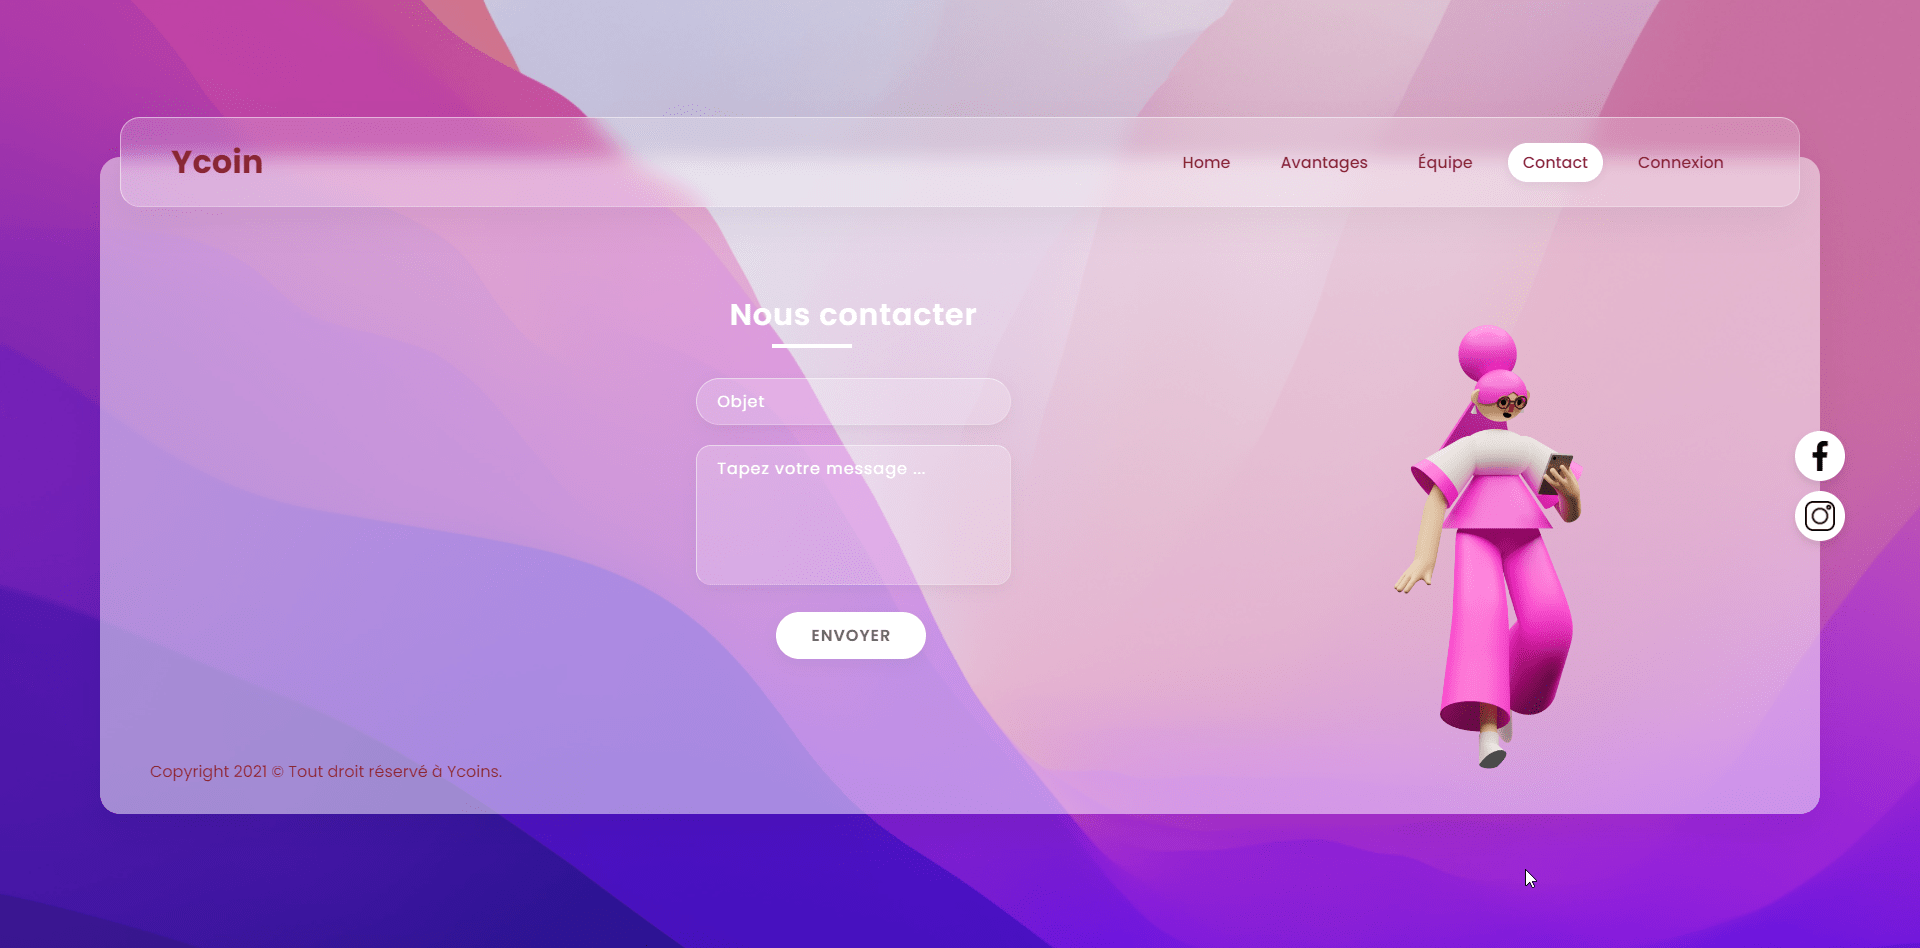 Ycoin
Home
Avantages
Équipe
Contact
Connexion
Nous contacter
Objet
Tapez votre message ...
ENVOYER
Copyright 2021 © Tout droit réservé à Ycoins.